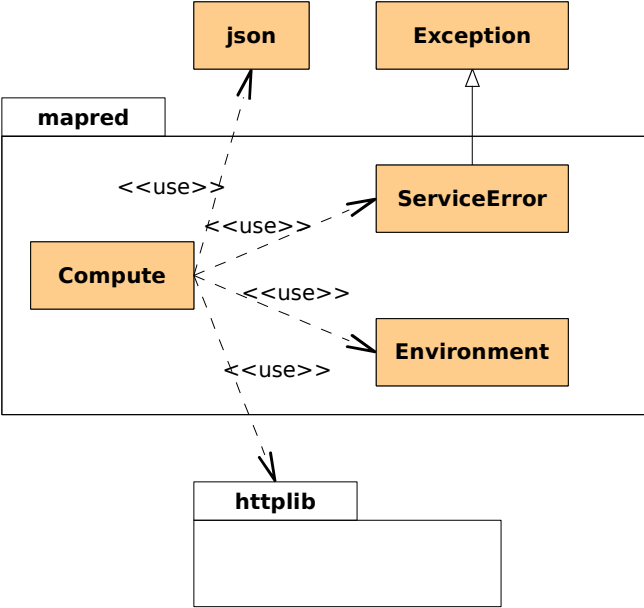 json
Exception
mapred
<<use>>
ServiceError
<<use>>
Compute
<<use>>
Environment
<<use>>
httplib